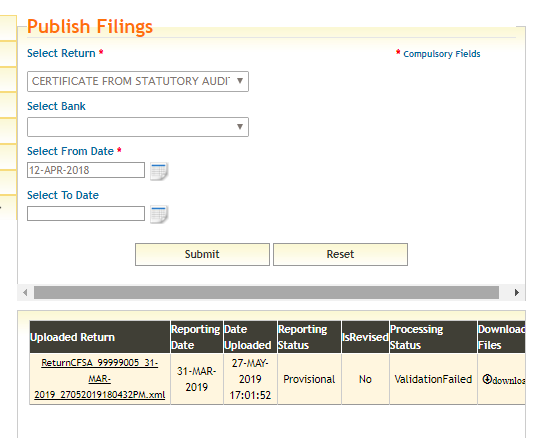 Publish Filings
Select Return *
* Compulsory Fields
CERTIFICATE FROM STATUTORY AUDI
Select Bank
Select From Date *
12-APR-2018
Select To Date
Submit Reset
Uploaded Return
Reporting Date
Date Uploaded
Reporting Status
IsRevised
Processing Status
Download Files
ReturnCFSA_99999005_31-
MAR-
2019_27052019180432PM.xml
31-MAR-
2019
27-MAY-
2019
17:01:52
Provisional
No
ValidationFailed
downloa